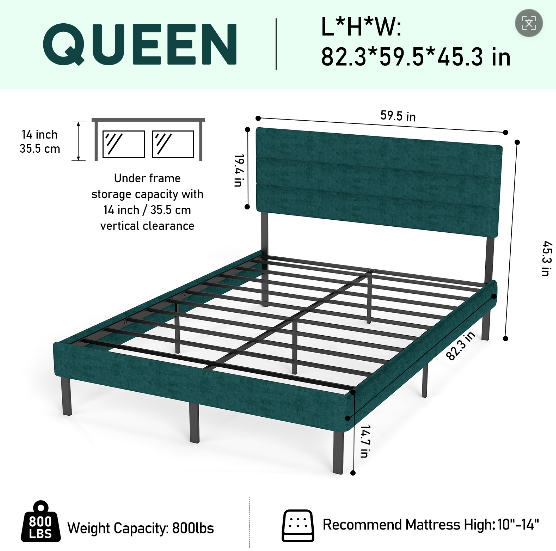 QUEEN
L*H*W:
82.3*59.5*45.3 in
14 inch
35.5 cm
Under frame
storage capacity with
14 inch / 35.5 cm
vertical clearance
59.5 in
19.4 in
45.3 in
82.3 in
14.7 in
800
LBS
Weight Capacity: 800lbs
Recommend Mattress High: 10"-14"